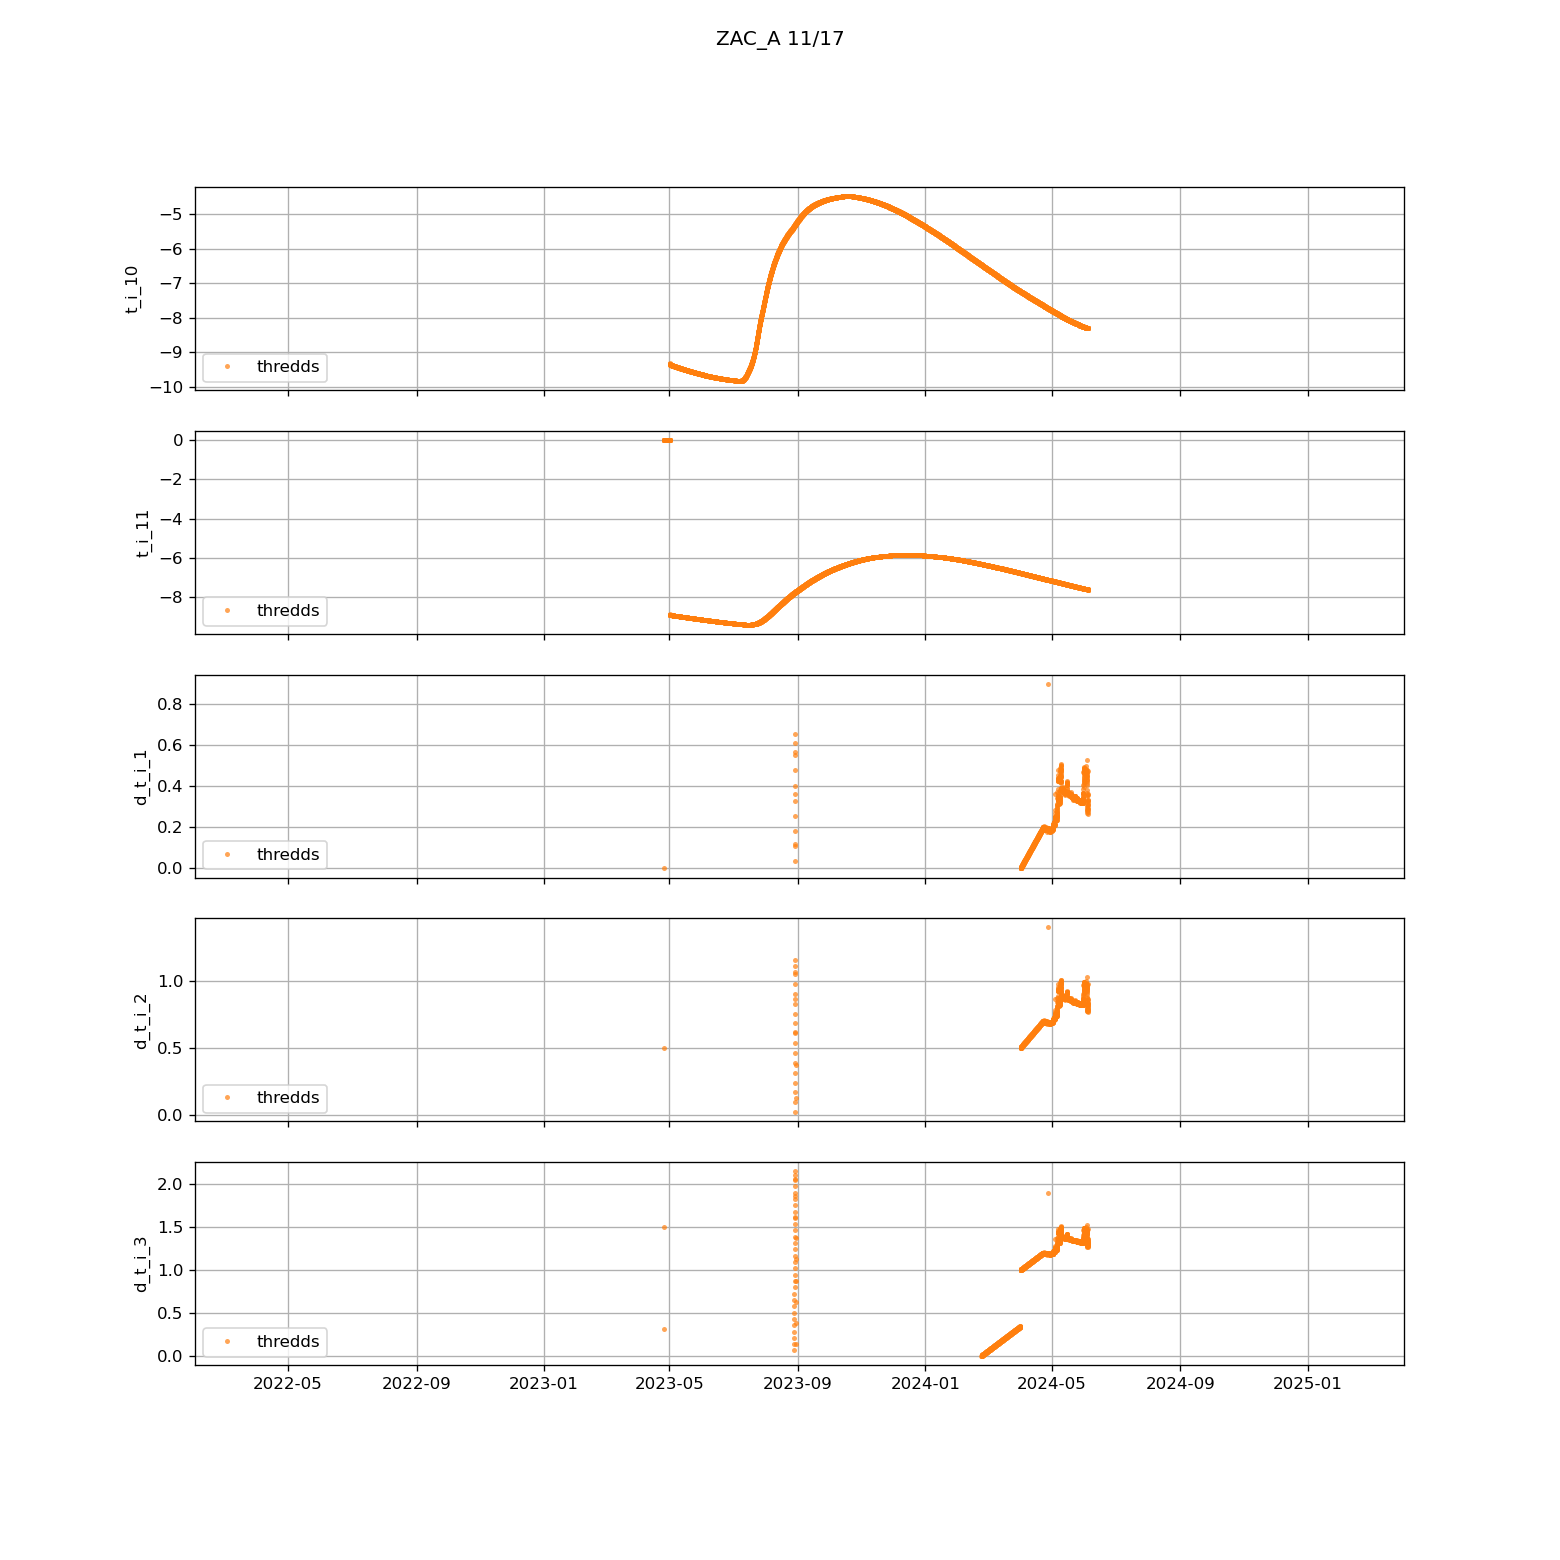 ZAC_A 11/17
−5
−6
−7
−8
−9
−10
t_i_10
thredds
0
−2
−4
−6
−8
t_i_11
thredds
0.8
0.6
0.4
0.2
0.0
d_t_i_1
thredds
1.0
0.5
0.0
d_t_i_2
thredds
2.0
1.5
1.0
0.5
0.0
d_t_i_3
thredds
2022-05 2022-09 2023-01 2023-05 2023-09 2024-01 2024-05 2024-09 2025-01